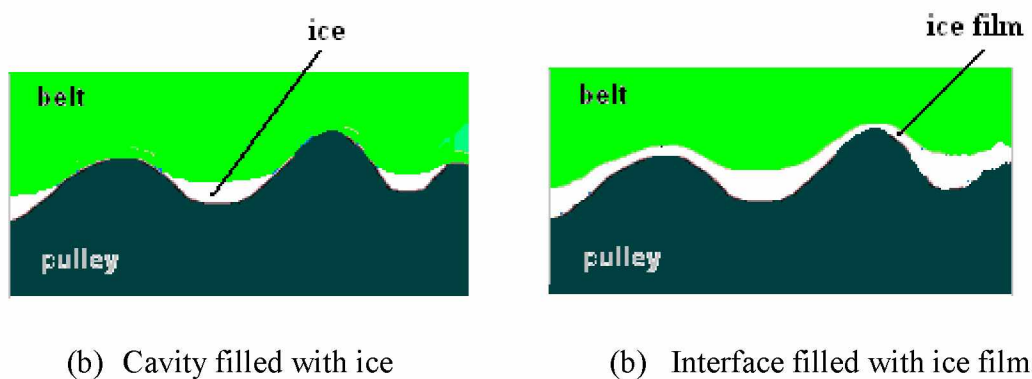 ice
ice film
belt
belt
pulley
pulley
(b) Cavity filled with ice
(b) Interface filled with ice film